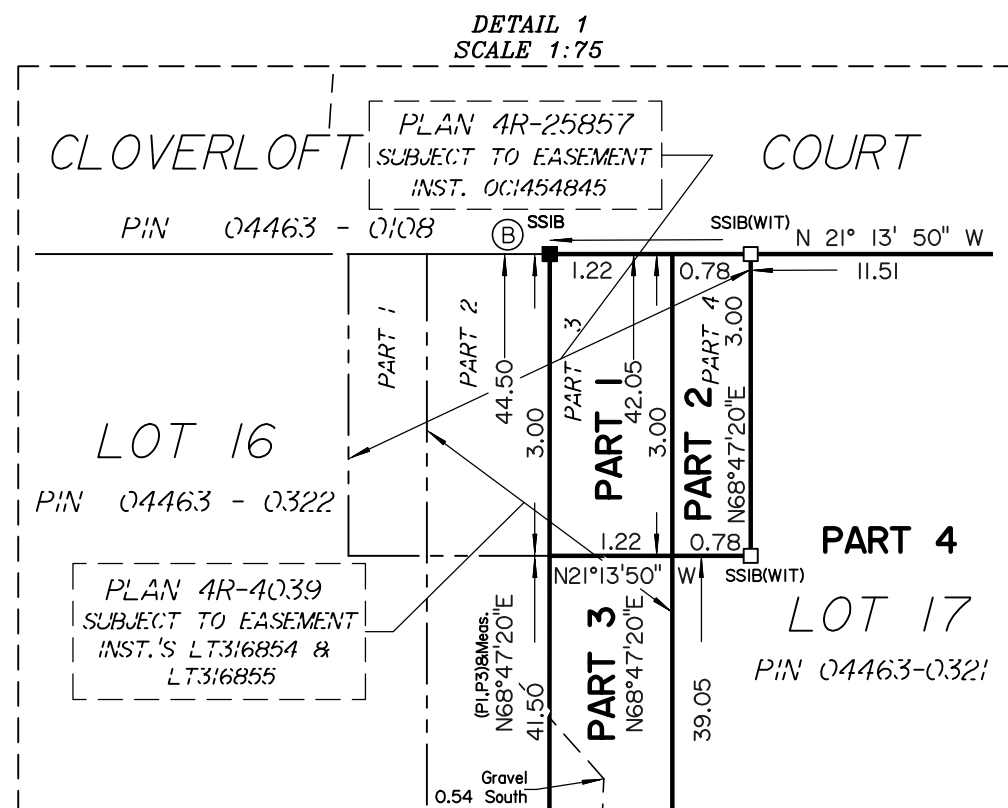 DETAIL 1
SCALE 1:75
CLOVERLOFT
COURT
PLAN 4R-25857
SUBJECT TO EASEMENT
INST. OC1454845
PIN 04463 - 0108
B
SSIB
SSIB(WIT)
N 21° 13' 50" W
1.22
0.78
11.51
PART 1
PART 2
44.50
3.00
PART 3
PART 1
42.05
3.00
PART 2
PART 4
3.00
N68°47'20"E
LOT 16
PIN 04463 - 0322
1.22
0.78
N21°13'50" W
SSIB(WIT)
PART 4
LOT 17
PIN 04463-0321
PLAN 4R-4039
SUBJECT TO EASEMENT
INST.'S LT316854 &
LT316855
(P1,P3)&Meas.
N68°47'20"E
41.50
PART 3
N68°47'20"E
39.05
Gravel
0.54 South